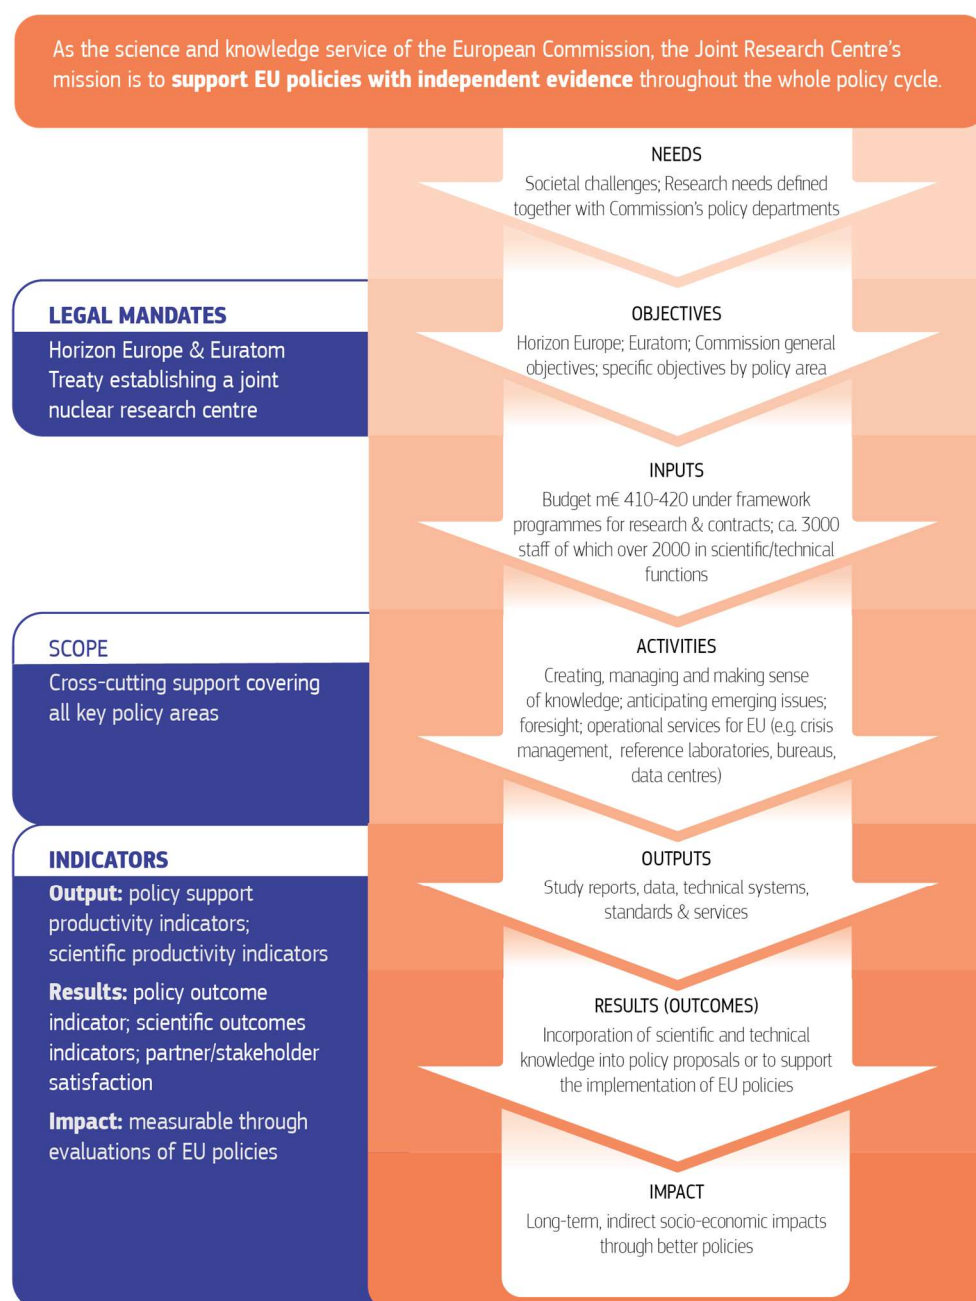 As the science and knowledge service of the European Commission, the Joint Research Centre's
mission is to support EU policies with independent evidence throughout the whole policy cycle.
NEEDS
Societal challenges; Research needs defined
together with Commission's policy departments
LEGAL MANDATES
Horizon Europe & Euratom
Treaty establishing a joint
nuclear research centre
OBJECTIVES
Horizon Europe; Euratom; Commission general
objectives; specific objectives by policy area
INPUTS
Budget m€ 410-420 under framework
programmes for research & contracts; ca. 3000
staff of which over 2000 in scientific/technical
functions
SCOPE
Cross-cutting support covering
all key policy areas
ACTIVITIES
Creating, managing and making sense
of knowledge; anticipating emerging issues;
foresight; operational services for EU (e.g. crisis
management, reference laboratories, bureaus,
data centres)
INDICATORS
Output: policy support
productivity indicators;
scientific productivity indicators
Results: policy outcome
indicator; scientific outcomes
indicators; partner/stakeholder
satisfaction
Impact: measurable through
evaluations of EU policies
OUTPUTS
Study reports, data, technical systems,
standards & services
RESULTS (OUTCOMES)
Incorporation of scientific and technical
knowledge into policy proposals or to support
the implementation of EU policies
IMPACT
Long-term, indirect socio-economic impacts
through better policies